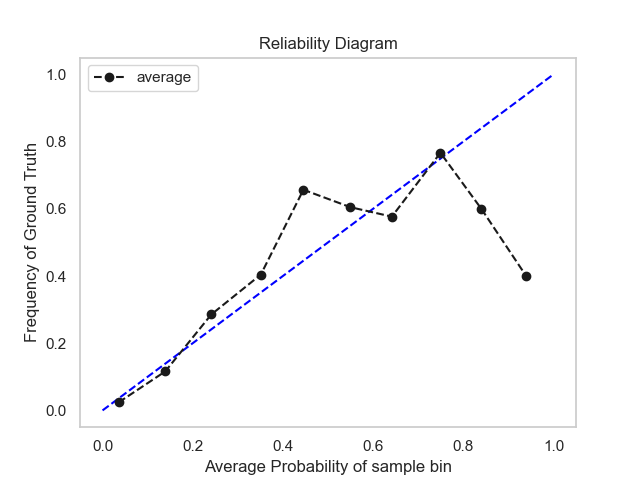 Reliability Diagram
average
Frequency of Ground Truth
1.0
0.8
0.6
0.4
0.2
0.0
0.0 0.2 0.4 0.6 0.8 1.0
Average Probability of sample bin